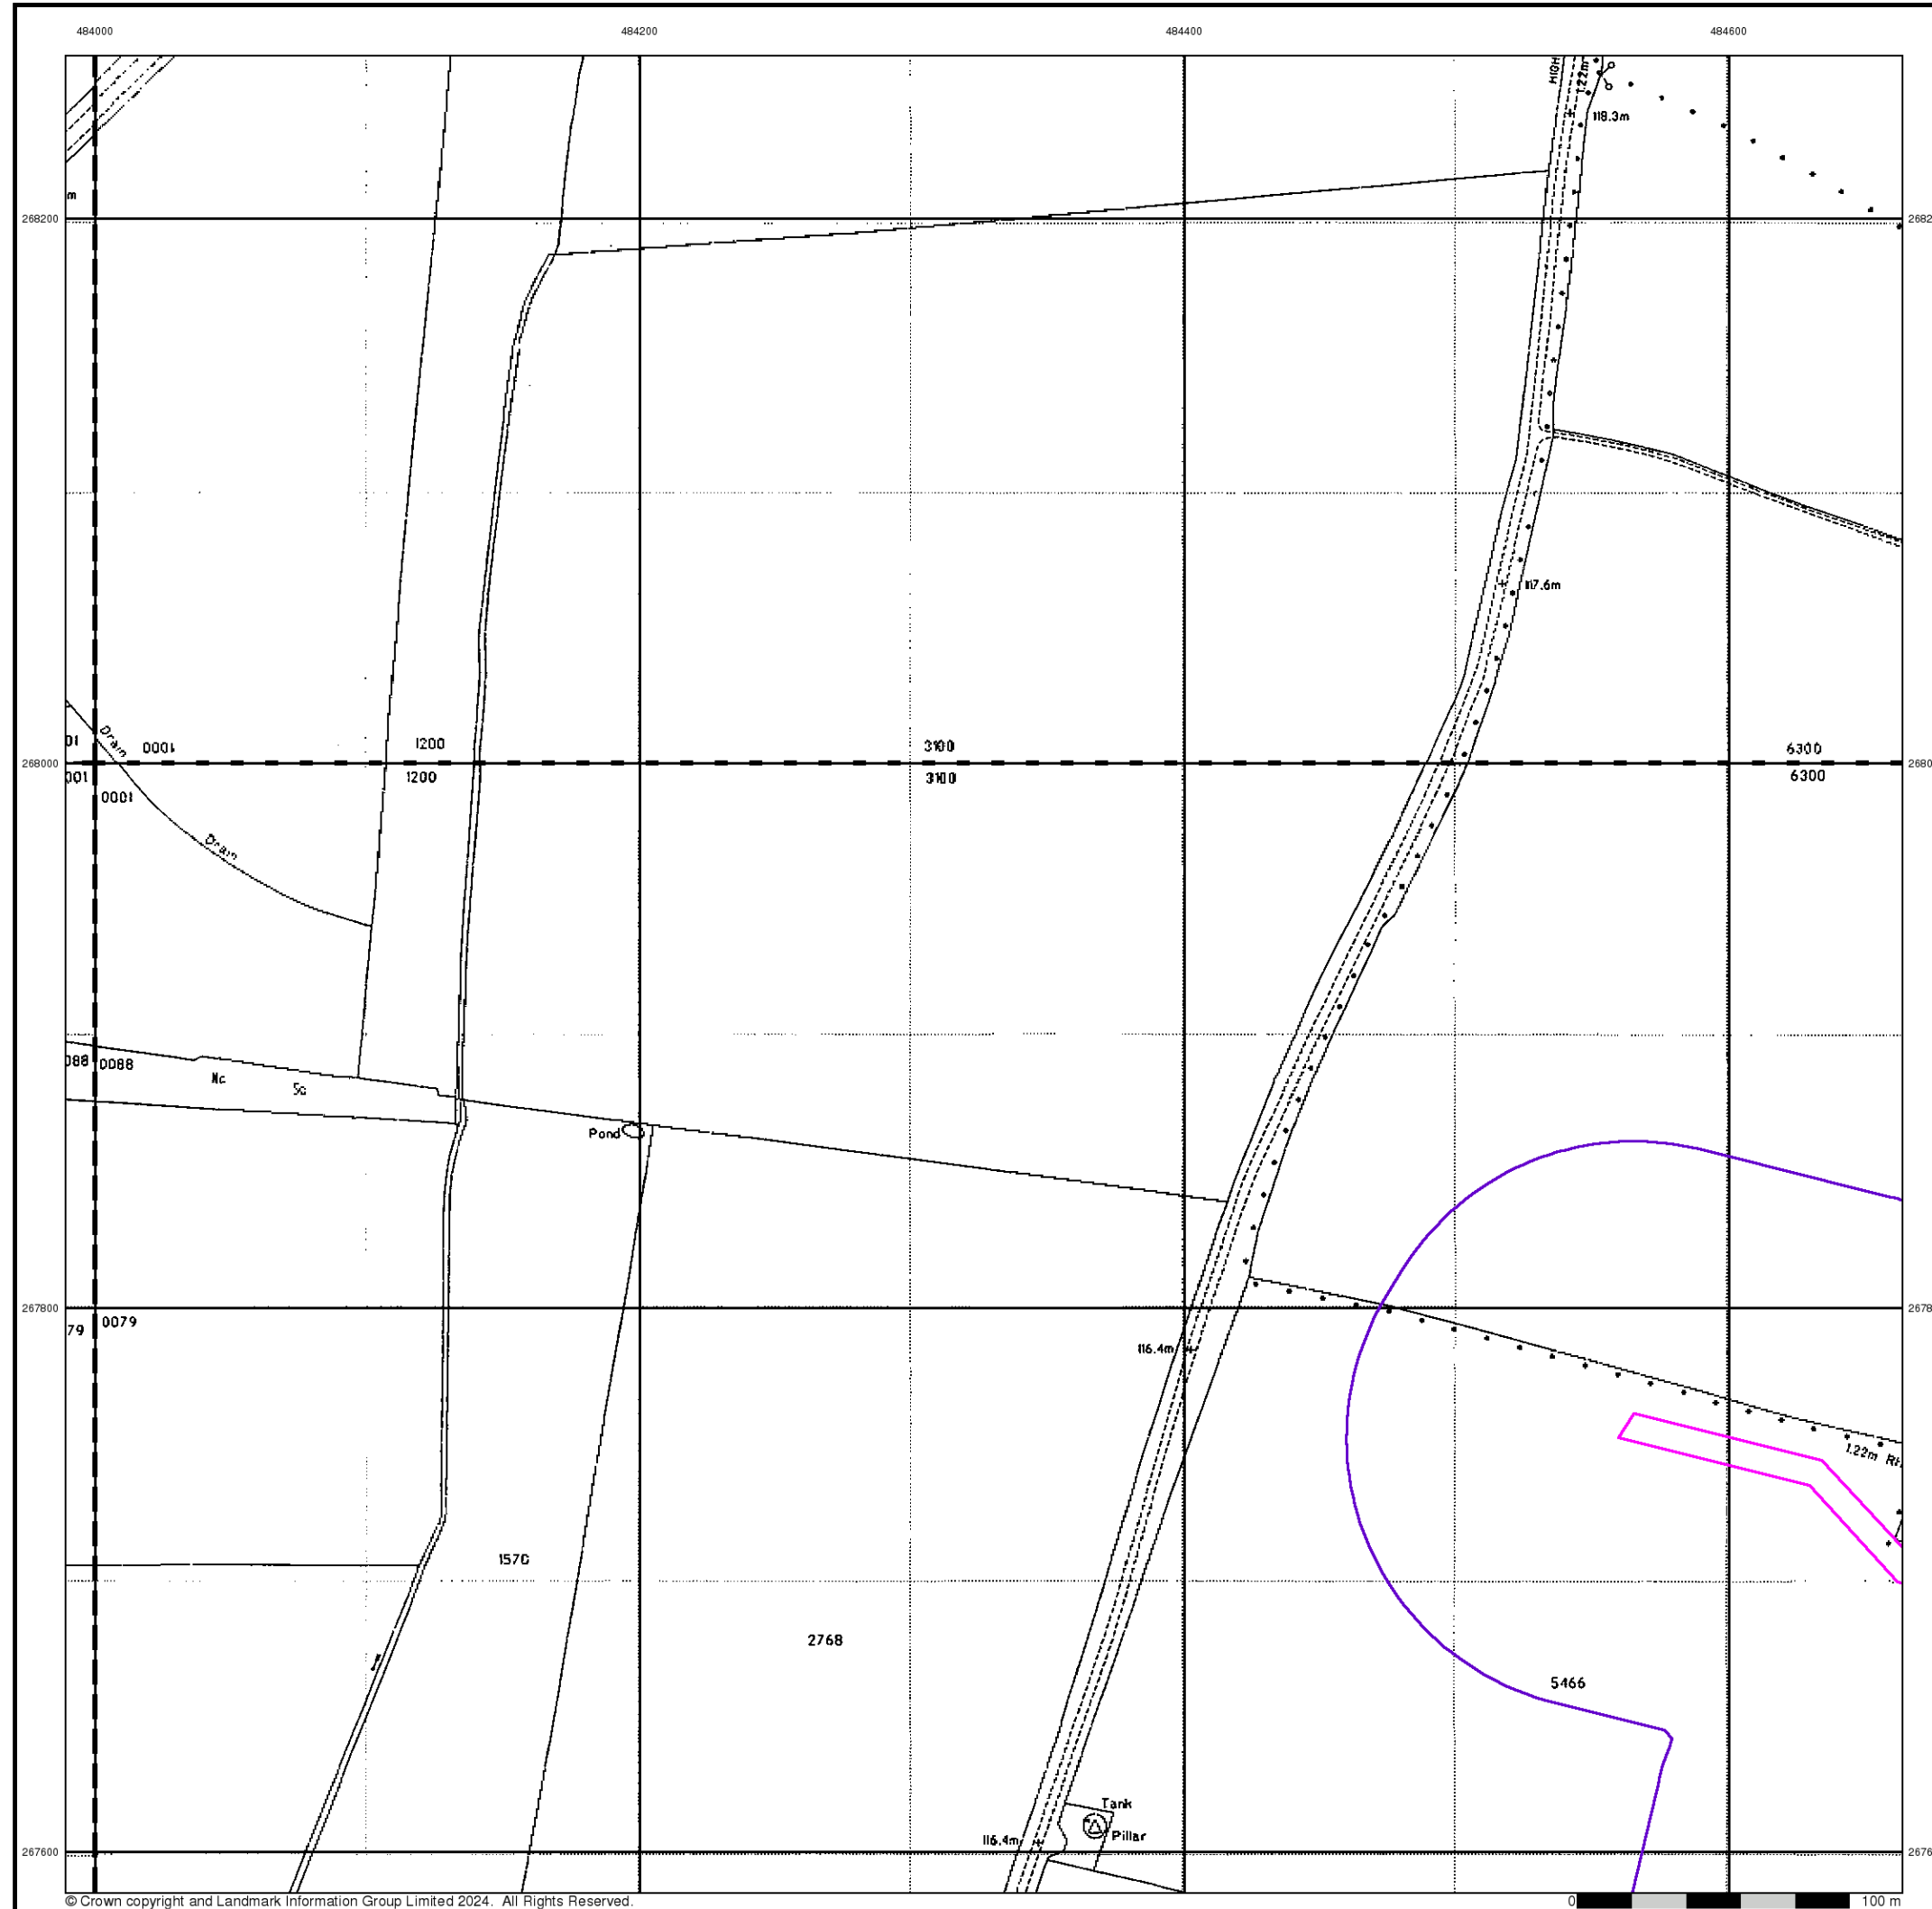 484000 484200 484400 484600
HIGH
1.22m
118.3m
m
268200
117.6m
01 Drain 0001 1200 3100 6300
268000
001 0001 1200 3100 6300
Drain
088 0088
Nc Sc
Pond
267800
79 0079
116.4m
1.22m RH
1570
2768
5466
Tank
Pillar
116.4m
267600
© Crown copyright and Landmark Information Group Limited 2024. All Rights Reserved. 0 100 m